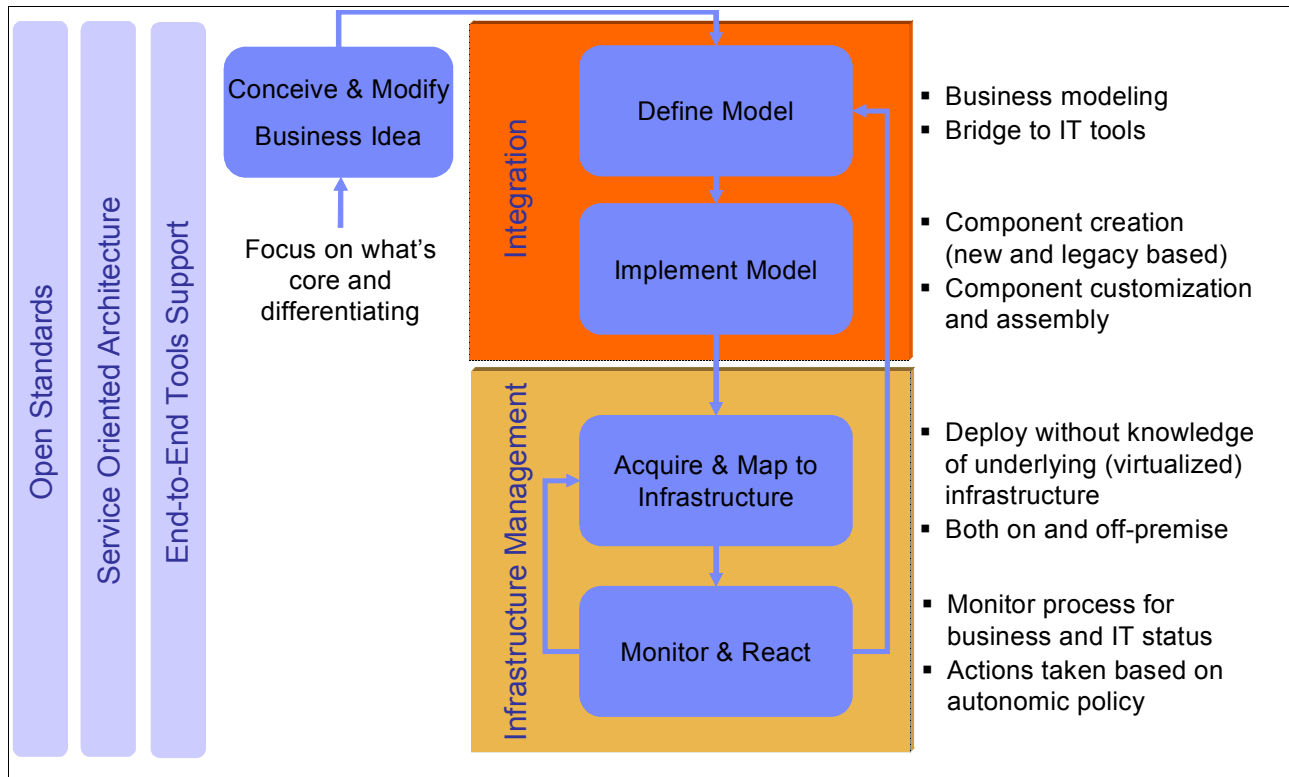 Open Standards
Service Oriented Architecture
End-to-End Tools Support
Conceive & Modify
Business Idea
Focus on what's
core and
differentiating
Integration
Define Model
Implement Model
▪ Business modeling
▪ Bridge to IT tools
▪ Component creation
(new and legacy based)
▪ Component customization
and assembly
Infrastructure Management
Acquire & Map to
Infrastructure
Monitor & React
▪ Deploy without knowledge
of underlying (virtualized)
infrastructure
▪ Both on and off-premise
▪ Monitor process for
business and IT status
▪ Actions taken based on
autonomic policy